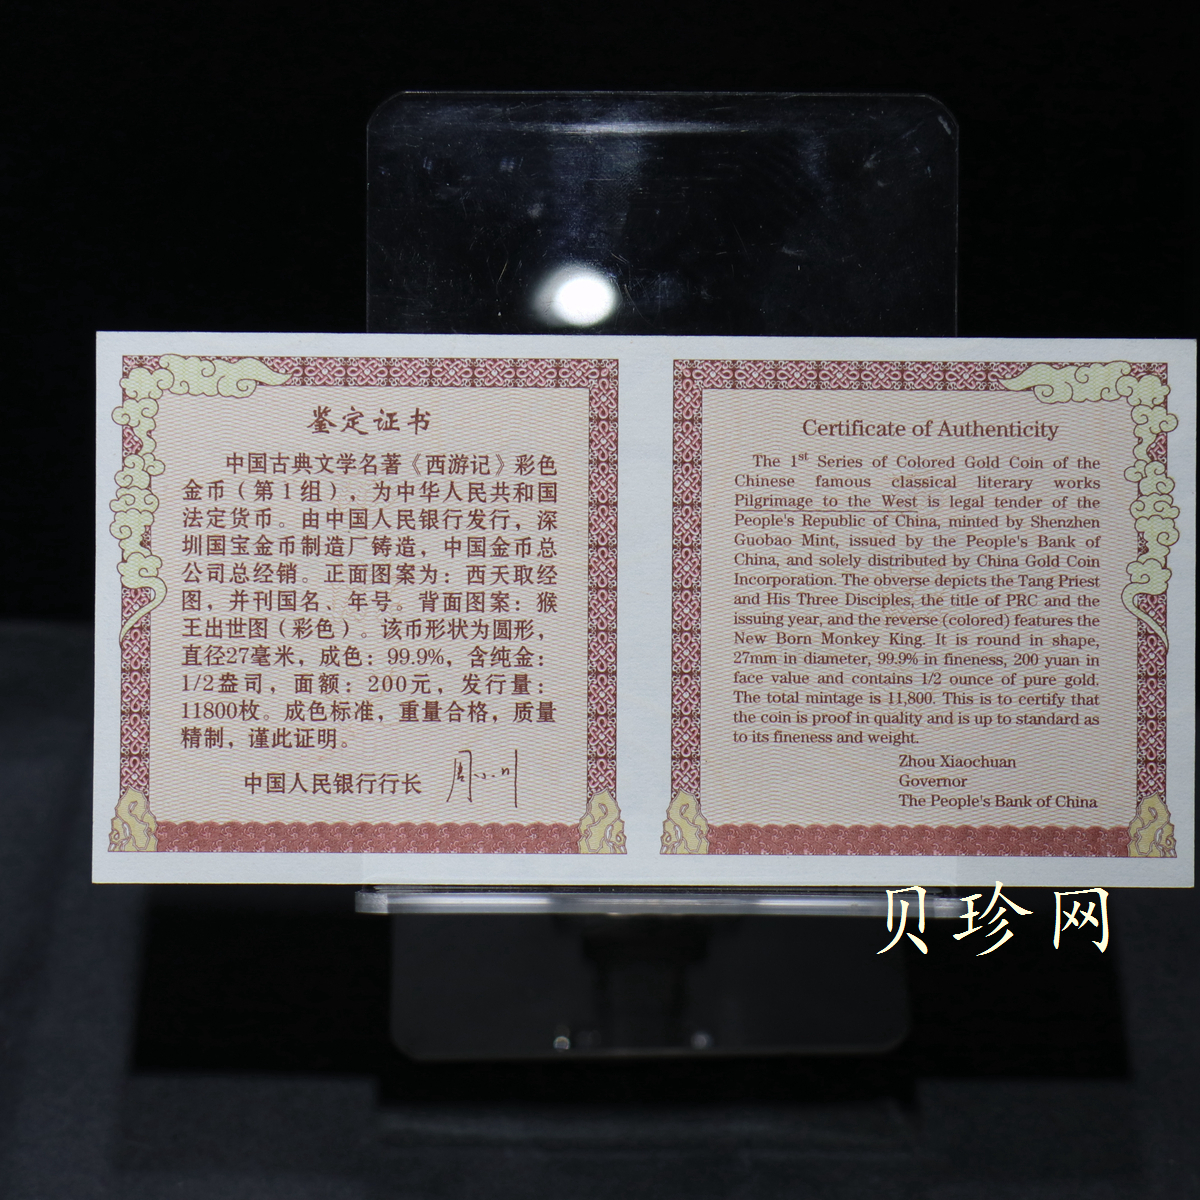 鉴定证书
中国古典文学名著《西游记》彩色
金币（第1组），为中华人民共和国
法定货币。由中国人民银行发行，深
圳国宝金币制造厂铸造，中国金币总
公司总经销。正面图案为：西天取经
图，并刊国名、年号。背面图案：猴
王出世图（彩色）。该币形状为圆形，
直径27毫米，成色：99.9%，含纯金：
1/2盎司，面额：200元，发行量：
11800枚。成色标准，重量合格，质量
精制，谨此证明。
中国人民银行行长 周小川
Certificate of Authenticity
The 1st Series of Colored Gold Coin of the
Chinese famous classical literary works
Pilgrimage to the West is legal tender of the
People's Republic of China, minted by Shenzhen
Guobao Mint, issued by the People's Bank of
China, and solely distributed by China Gold Coin
Incorporation. The obverse depicts the Tang Priest
and His Three Disciples, the title of PRC and the
issuing year, and the reverse (colored) features the
New Born Monkey King. It is round in shape,
27mm in diameter, 99.9% in fineness, 200 yuan in
face value and contains 1/2 ounce of pure gold.
The total mintage is 11,800. This is to certify that
the coin is proof in quality and is up to standard as
to its fineness and weight.
Zhou Xiaochuan
Governor
The People's Bank of China
贝珍网